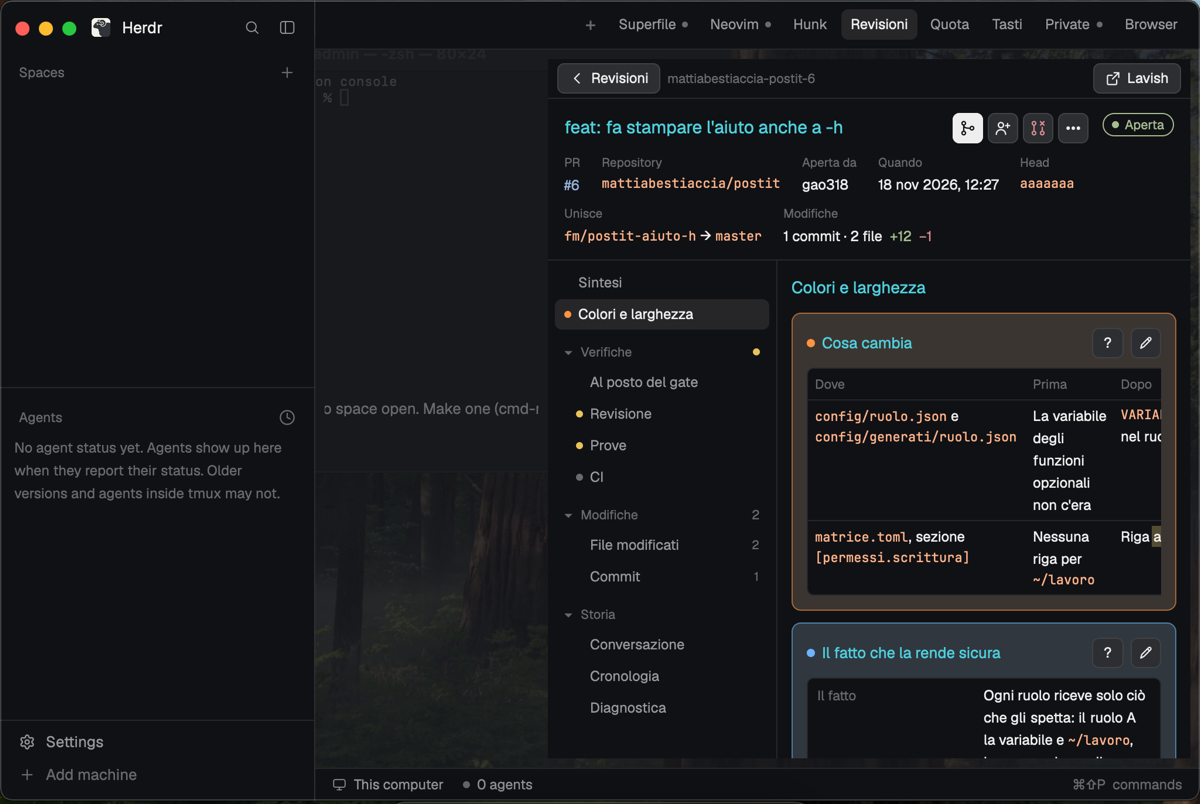 Herdr
Superfile
Neovim
Hunk
Revisioni
Quota
Tasti
Private
Browser
Spaces
admin — -zsh — 80×24
on console
%
Revisioni
mattiabestiaccia-postit-6
Lavish
feat: fa stampare l'aiuto anche a -h
Aperta
PR
Repository
Aperta da
Quando
Head
#6
mattiabestiaccia/postit
gao318
18 nov 2026, 12:27
aaaaaaa
Unisce
Modifiche
fm/postit-aiuto-h → master
1 commit · 2 file +12 −1
Sintesi
Colori e larghezza
Verifiche
Al posto del gate
Revisione
Prove
CI
Modifiche 2
File modificati 2
Commit 1
Storia
Conversazione
Cronologia
Diagnostica
Colori e larghezza
Cosa cambia
?
Dove
Prima
Dopo
config/ruolo.json e
config/generati/ruolo.json
La variabile
degli
funzioni
opzionali
non c'era
VARIA
nel ruo
matrice.toml, sezione
[permessi.scrittura]
Nessuna
riga per
~/lavoro
Riga a
Il fatto che la rende sicura
?
Il fatto
Ogni ruolo riceve solo ciò
che gli spetta: il ruolo A
la variabile e ~/lavoro,
o space open. Make one (cmd-n
Agents
No agent status yet. Agents show up here
when they report their status. Older
versions and agents inside tmux may not.
Settings
Add machine
This computer
0 agents
⌘⇧P commands